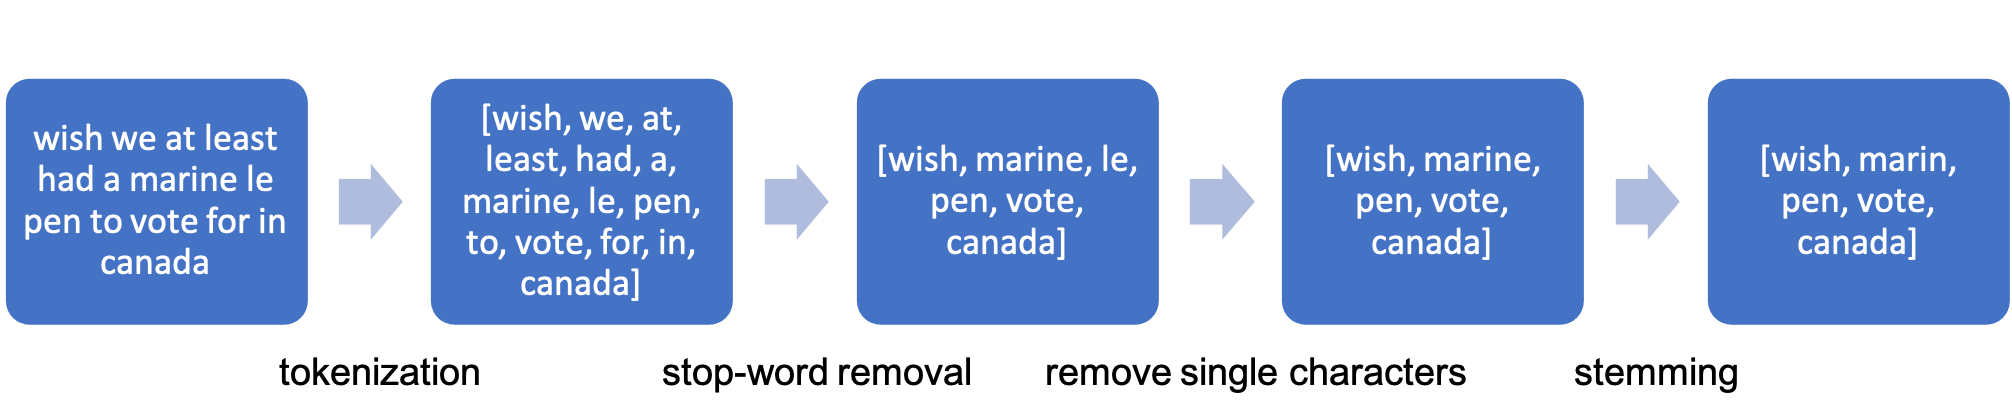 wish we at least
had a marine le
pen to vote for in
canada
[wish, we, at,
least, had, a,
marine, le, pen,
to, vote, for, in,
canada]
[wish, marine, le,
pen, vote,
canada]
[wish, marine,
pen, vote,
canada]
[wish, marin,
pen, vote,
canada]
tokenization
stop-word removal
remove single characters
stemming